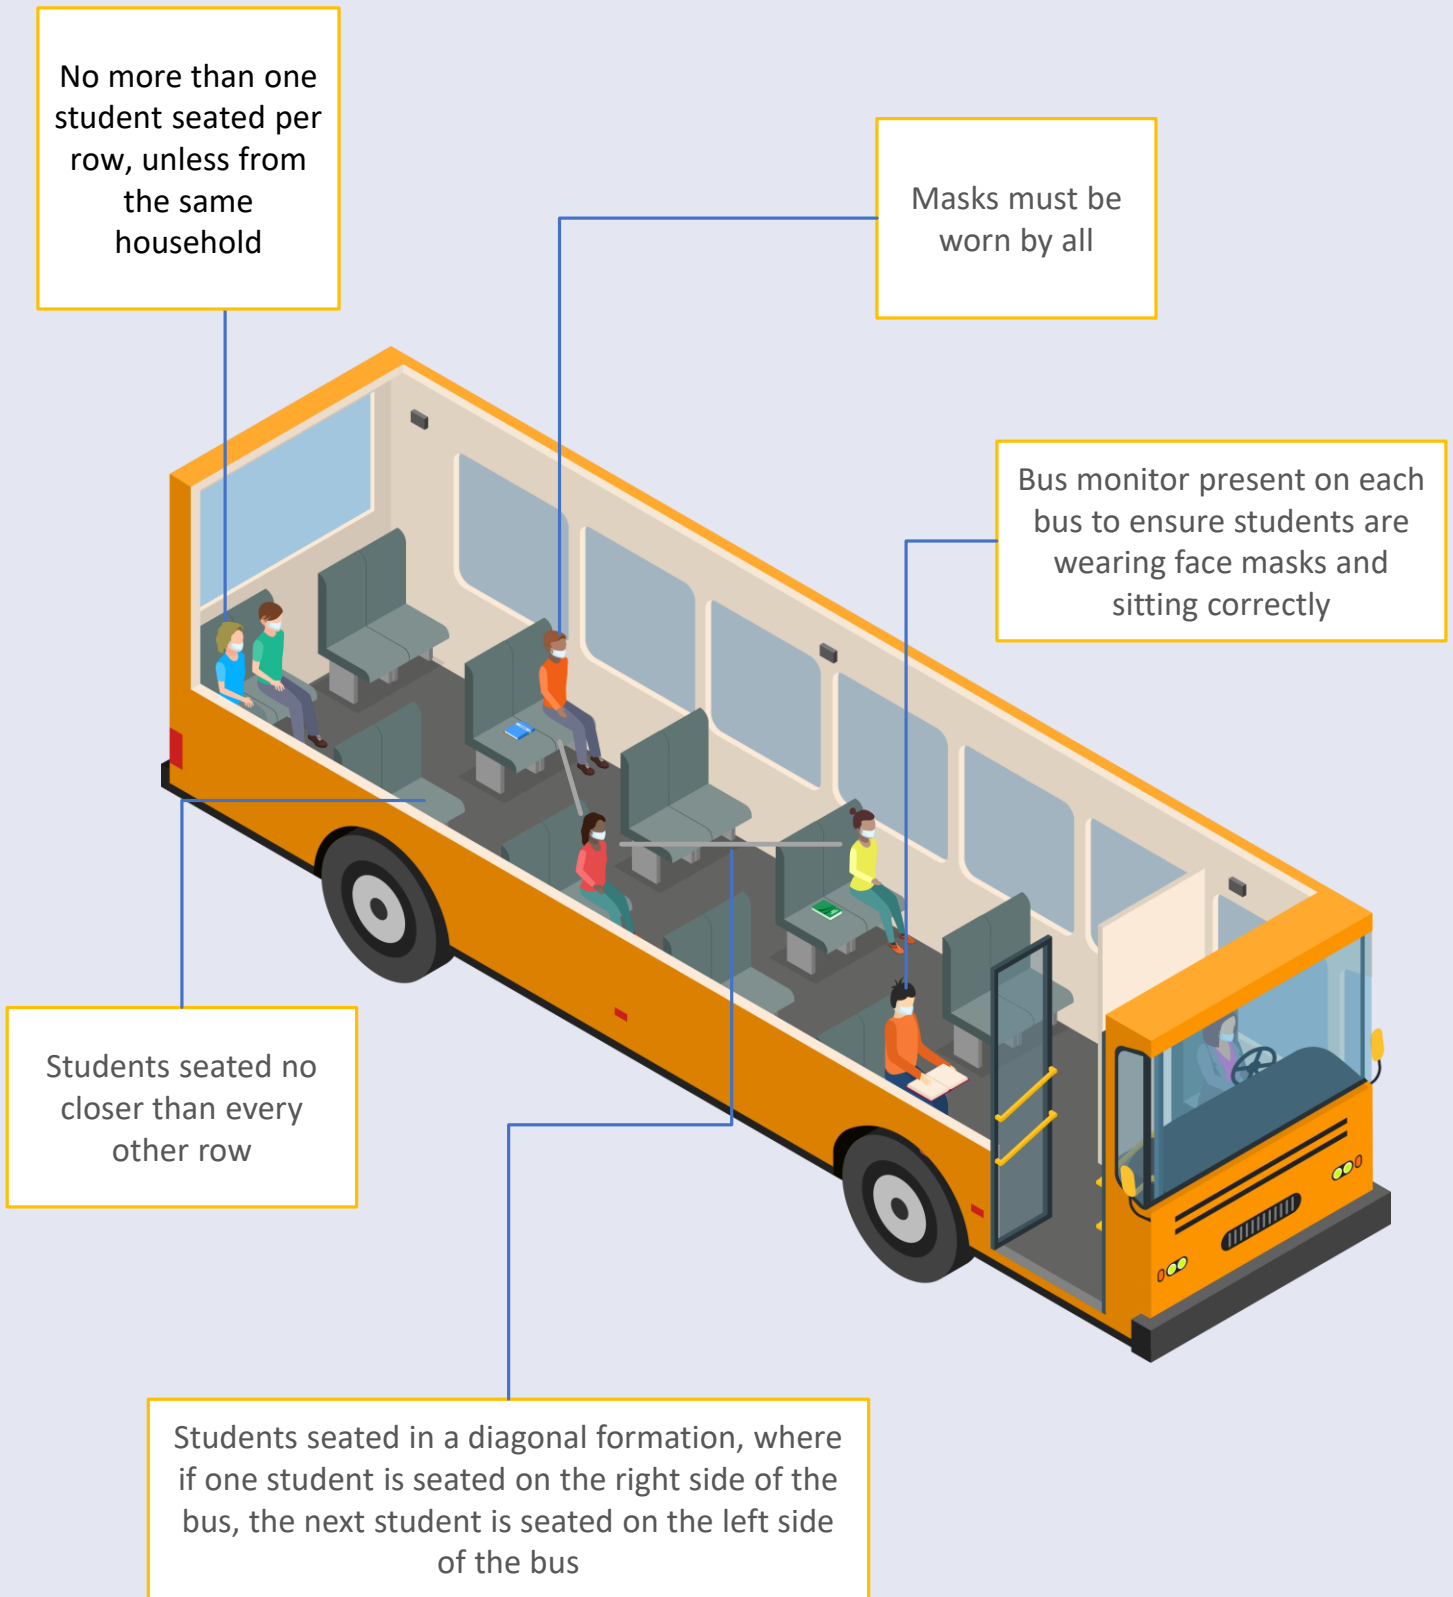 No more than one
student seated per
row, unless from
the same
household
Masks must be
worn by all
Bus monitor present on each
bus to ensure students are
wearing face masks and
sitting correctly
Students seated no
closer than every
other row
Students seated in a diagonal formation, where
if one student is seated on the right side of the
bus, the next student is seated on the left side
of the bus